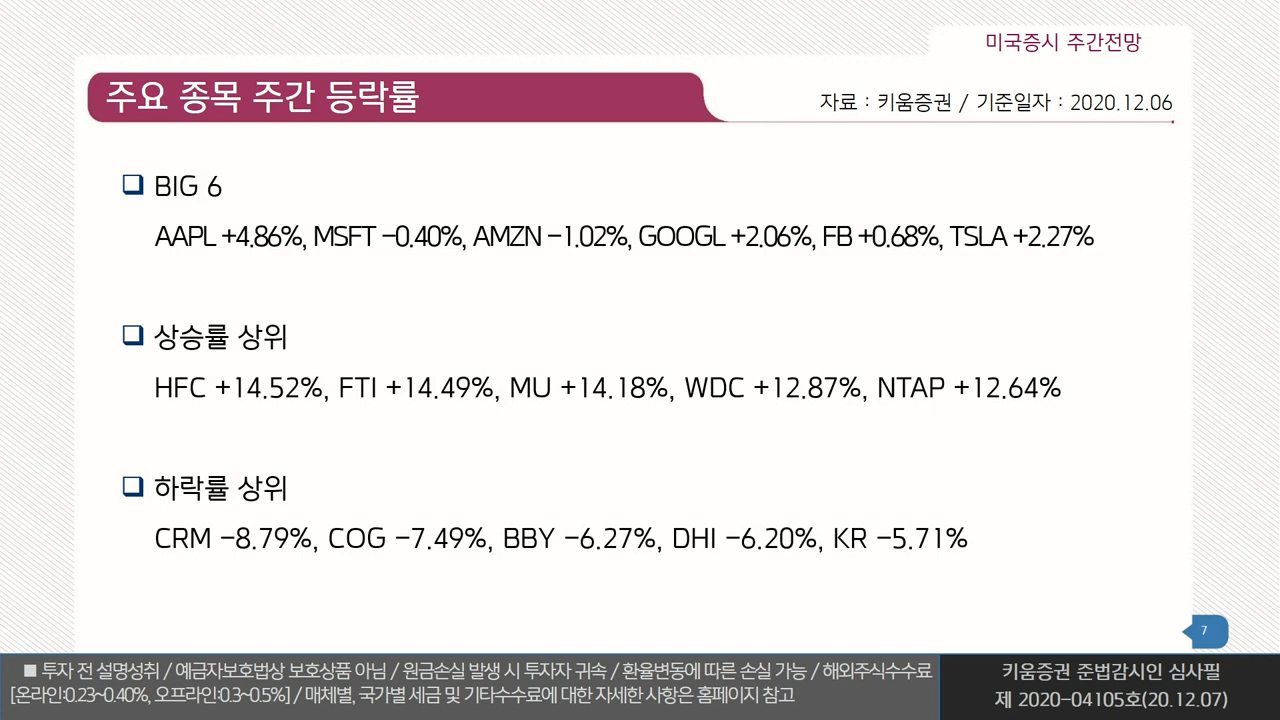 미국증시 주간전망
주요 종목 주간 등락률
자료 : 키움증권 / 기준일자 : 2020.12.06
❑ BIG 6
AAPL +4.86%, MSFT −0.40%, AMZN −1.02%, GOOGL +2.06%, FB +0.68%, TSLA +2.27%
❑ 상승률 상위
HFC +14.52%, FTI +14.49%, MU +14.18%, WDC +12.87%, NTAP +12.64%
❑ 하락률 상위
CRM −8.79%, COG −7.49%, BBY −6.27%, DHI −6.20%, KR −5.71%
7
■ 투자 전 설명성취 / 예금자보호법상 보호상품 아님 / 원금손실 발생 시 투자자 귀속 / 환율변동에 따른 손실 가능 / 해외주식수수료
[온라인:0.23~0.40%, 오프라인:0.3~0.5%] / 매체별, 국가별 세금 및 기타수수료에 대한 자세한 사항은 홈페이지 참고
키움증권 준법감시인 심사필
제 2020-04105호(20.12.07)